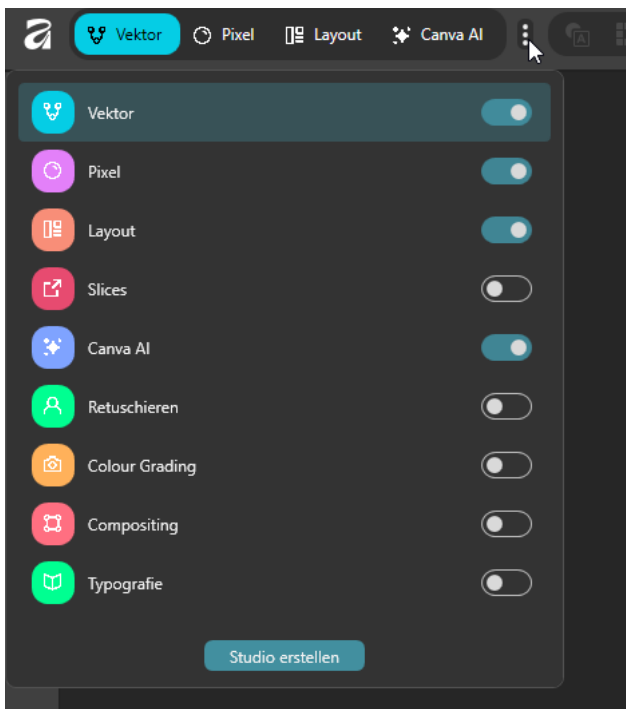 Vektor
Pixel
Layout
Canva AI
A
Vektor
Pixel
Layout
Slices
Canva AI
Retuschieren
Colour Grading
Compositing
Typografie
Studio erstellen